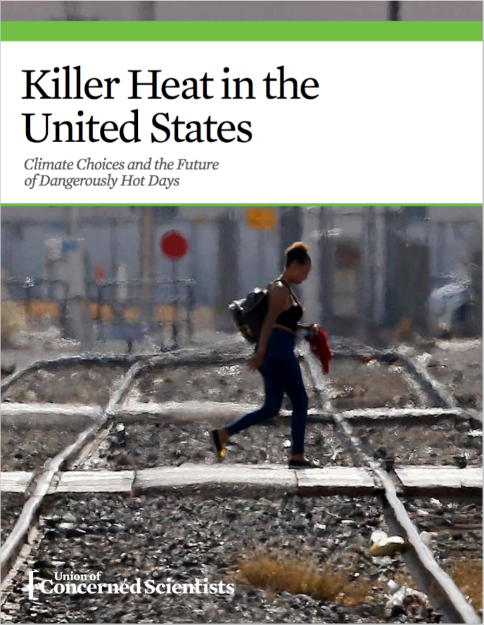 Killer Heat in the
United States
Climate Choices and the Future
of Dangerously Hot Days
Union of
Concerned Scientists